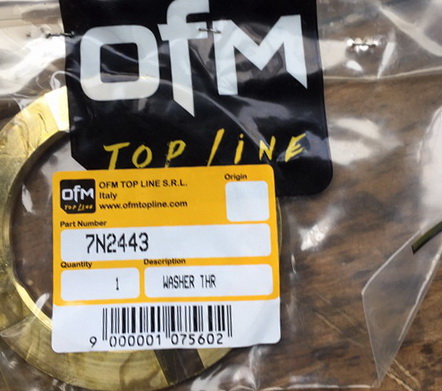 OFM
TOP LINE
OFM
TOP LINE
OFM TOP LINE S.R.L.
Italy
www.ofmtopline.com
Origin
Part Number
7N2443
Quantity
Description
1
WASHER THR
9 000001 075602